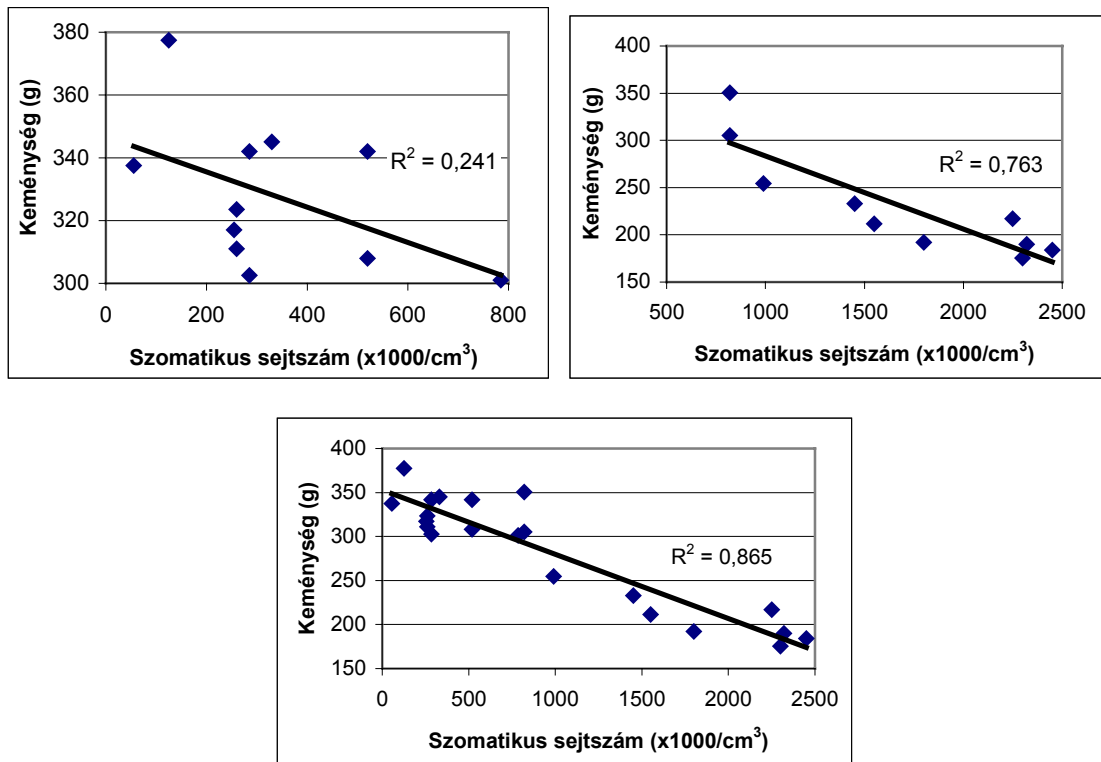 380
360
340
320
300
Keménység (g)
R² = 0,241
0 200 400 600 800
Szomatikus sejtszám (x1000/cm³)
400
350
300
250
200
150
Keménység (g)
R² = 0,763
500 1000 1500 2000 2500
Szomatikus sejtszám (x1000/cm³)
400
350
300
250
200
150
Keménység (g)
R² = 0,865
0 500 1000 1500 2000 2500
Szomatikus sejtszám (x1000/cm³)